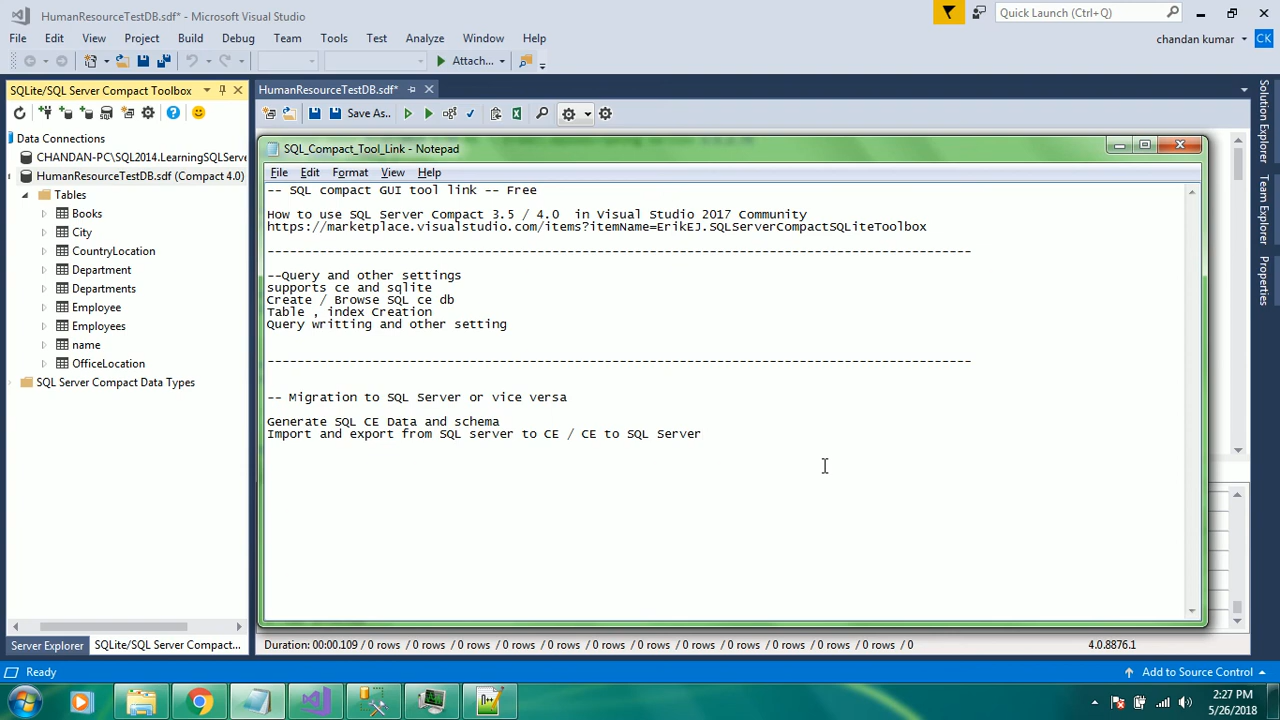 HumanResourceTestDB.sdf* - Microsoft Visual Studio
Quick Launch (Ctrl+Q)
File Edit View Project Build Debug Team Tools Test Analyze Window Help
chandan kumar
CK
Attach...
SQLite/SQL Server Compact Toolbox
HumanResourceTestDB.sdf*
Save As..
Data Connections
CHANDAN-PC\SQL2014.LearningSQLServe
HumanResourceTestDB.sdf (Compact 4.0)
Tables
Books
City
CountryLocation
Department
Departments
Employee
Employees
name
OfficeLocation
SQL Server Compact Data Types
SQL_Compact_Tool_Link - Notepad
File Edit Format View Help
-- SQL compact GUI tool link -- Free
How to use SQL Server Compact 3.5 / 4.0  in Visual Studio 2017 Community
https://marketplace.visualstudio.com/items?itemName=ErikEJ.SQLServerCompactSQLiteToolbox
----------------------------------------------------------------------------------------------
--Query and other settings
supports ce and sqlite
Create / Browse SQL ce db
Table , index Creation
Query writting and other setting
----------------------------------------------------------------------------------------------
-- Migration to SQL Server or vice versa
Generate SQL CE Data and schema
Import and export from SQL server to CE / CE to SQL Server
Solution Explorer
Team Explorer
Properties
Server Explorer
SQLite/SQL Server Compact...
Duration: 00:00.109 / 0 rows / 0 rows / 0 rows / 0 rows / 0 rows / 0 rows / 0 rows / 0 rows / 0 rows / 0 rows / 0
4.0.8876.1
Ready
Add to Source Control
2:27 PM
5/26/2018